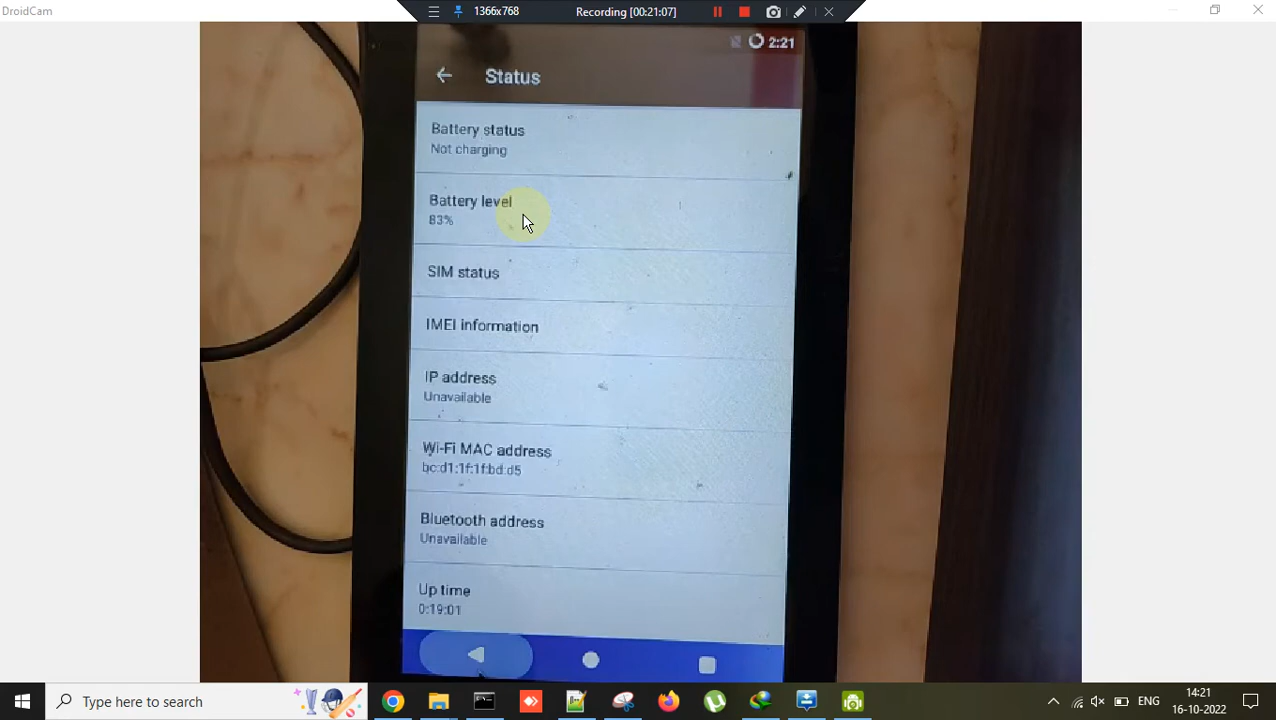 DroidCam
1366x768
Recording [00:21:07]
2:21
Status
Battery status
Not charging
Battery level
83%
SIM status
IMEI information
IP address
Unavailable
Wi-Fi MAC address
bc:d1:1f:1f:bd:d5
Bluetooth address
Unavailable
Up time
0:19:01
Type here to search
ENG
14:21
16-10-2022